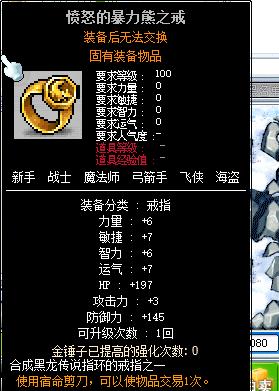 愤怒的暴力熊之戒
装备后无法交换
固有装备物品
要求等级 : 100
要求力量 : 0
要求敏捷 : 0
要求智力 : 0
要求运气 : 0
要求人气度 : -
道具等级 : -
道具经验值 : -
新手 战士 魔法师 弓箭手 飞侠 海盗
装备分类 : 戒指
力量 : +6
敏捷 : +7
智力 : +6
运气 : +7
HP : +197
攻击力 : +3
防御力 : +145
可升级次数 : 1回
金锤子已提高的强化次数: 0
合成黑龙传说指环的戒指之一
使用宿命剪刀，可以使物品交易1次。
080